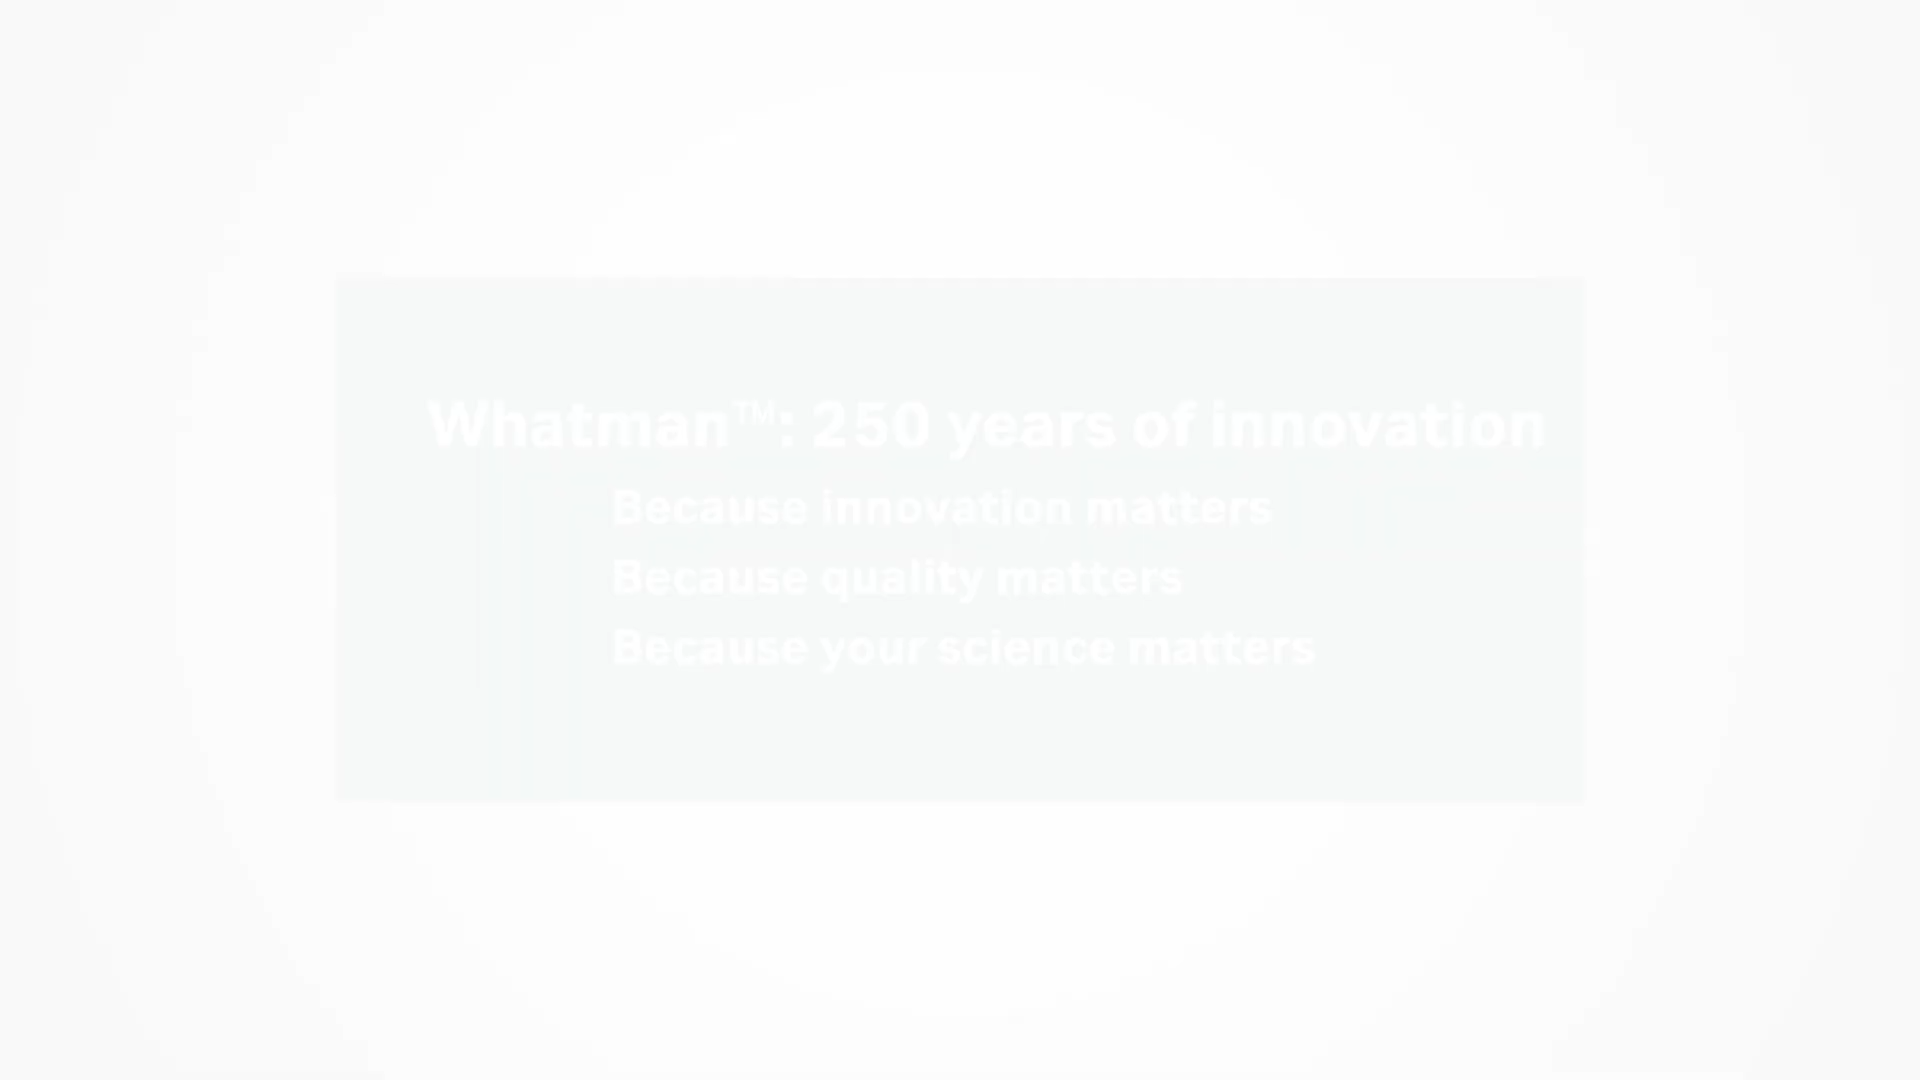 Whatman™: 250 years of innovation
Because innovation matters
Because quality matters
Because your science matters